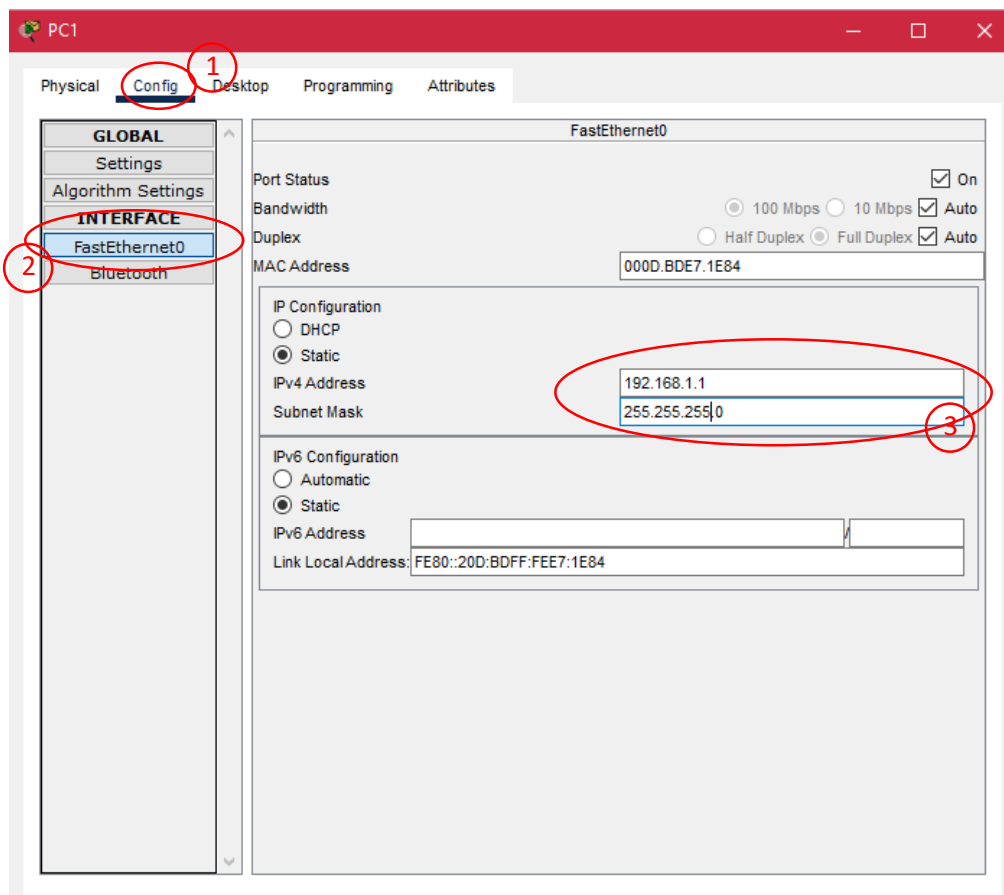 PC1
1
Physical Config Desktop Programming Attributes
GLOBAL
Settings
Algorithm Settings
INTERFACE
FastEthernet0
2
Bluetooth
FastEthernet0
Port Status On
Bandwidth 100 Mbps 10 Mbps Auto
Duplex Half Duplex Full Duplex Auto
MAC Address 000D.BDE7.1E84
IP Configuration
DHCP
Static
IPv4 Address 192.168.1.1
Subnet Mask 255.255.255.0
3
IPv6 Configuration
Automatic
Static
IPv6 Address /
Link Local Address: FE80::20D:BDFF:FEE7:1E84